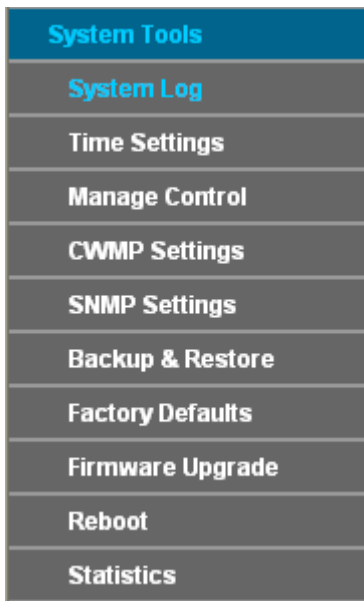 System Tools
System Log
Time Settings
Manage Control
CWMP Settings
SNMP Settings
Backup & Restore
Factory Defaults
Firmware Upgrade
Reboot
Statistics